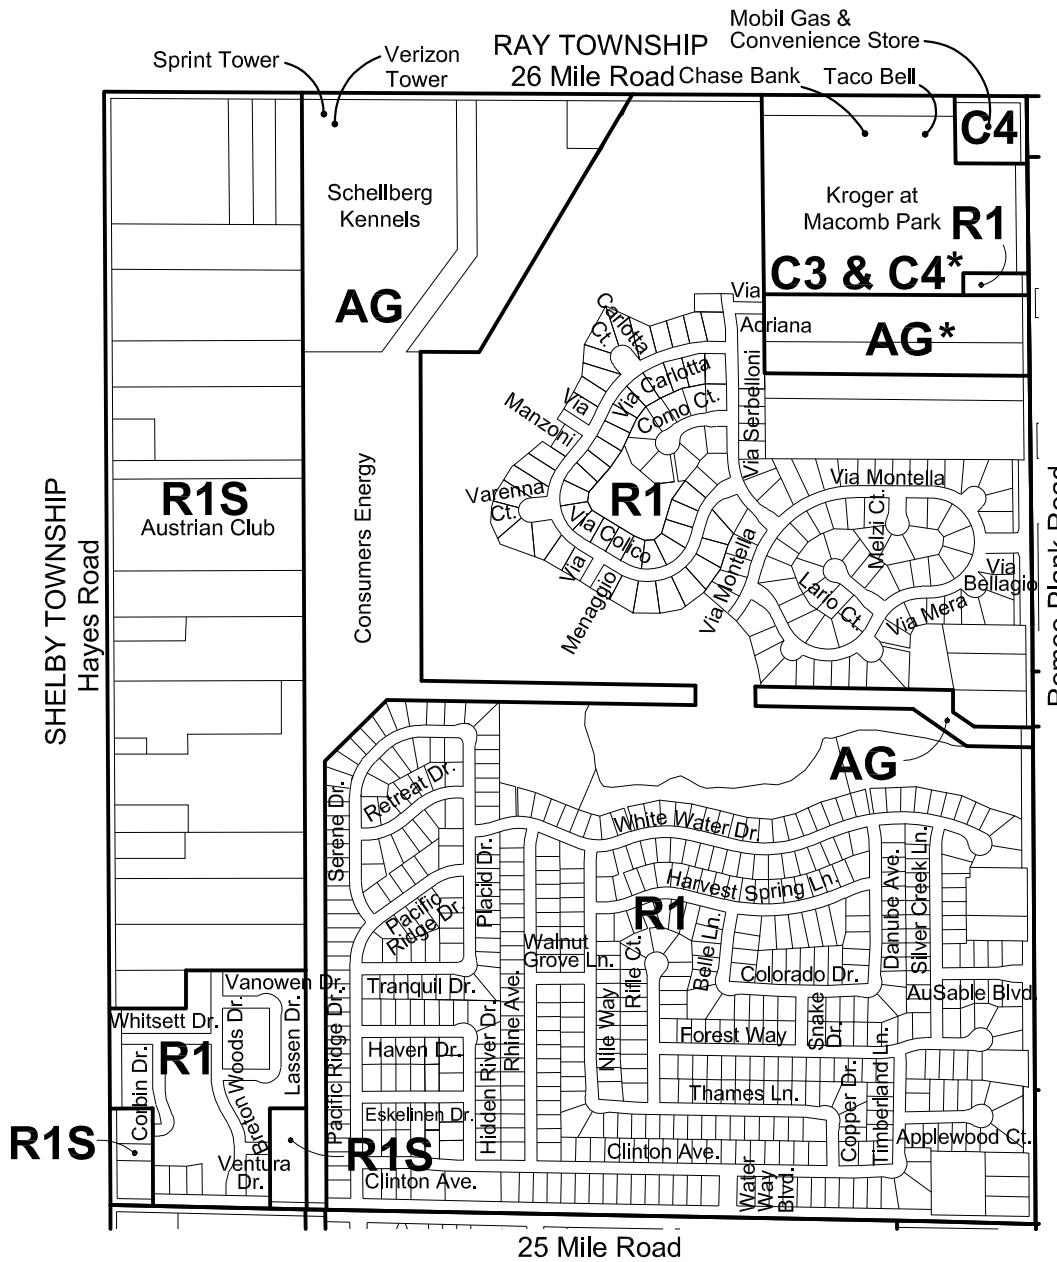 Mobil Gas &
Convenience Store
RAY TOWNSHIP
26 Mile Road
Sprint Tower
Verizon
Tower
Chase Bank
Taco Bell
C4
Schellberg
Kennels
Kroger at
Macomb Park
R1
C3 & C4*
AG
Via
Adriana
AG*
Carlotta
Ct.
Via Carlotta
Como Ct.
Via Serbelloni
Via
Manzoni
Varenna
Ct.
R1
Via Colico
Via
Menaggio
Via Montella
Via Montella
Melzi Ct.
Lario Ct.
Via Mera
Via
Bellagio
Consumers Energy
R1S
Austrian Club
SHELBY TOWNSHIP
Hayes Road
AG
Serene Dr.
Retreat Dr.
Pacific
Ridge Dr.
Placid Dr.
White Water Dr.
Harvest Spring Ln.
R1
Walnut
Grove Ln.
Rifle Ct.
Belle Ln.
Colorado Dr.
Danube Ave.
Silver Creek Ln.
AuSable Blvd.
Vanowen Dr.
Tranquil Dr.
Whitsett Dr.
R1
Corbin Dr.
Breton Woods Dr.
Lassen Dr.
Pacific Ridge Dr.
Haven Dr.
Hidden River Dr.
Rhine Ave.
Nile Way
Forest Way
Snake
Dr.
Thames Ln.
Copper Dr.
Timberland Ln.
Eskelinen Dr.
R1S
R1S
Ventura
Dr.
Clinton Ave.
Clinton Ave.
Water
Way
Blvd.
Applewood Ct.
25 Mile Road